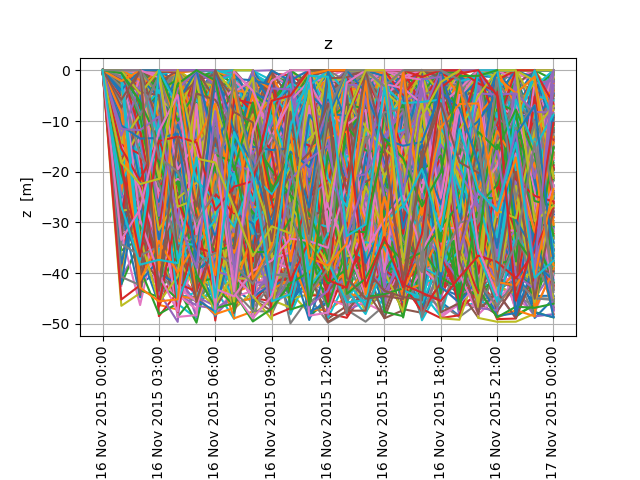 z
0
−10
−20
−30
−40
−50
z [m]
16 Nov 2015 00:00
16 Nov 2015 03:00
16 Nov 2015 06:00
16 Nov 2015 09:00
16 Nov 2015 12:00
16 Nov 2015 15:00
16 Nov 2015 18:00
16 Nov 2015 21:00
17 Nov 2015 00:00